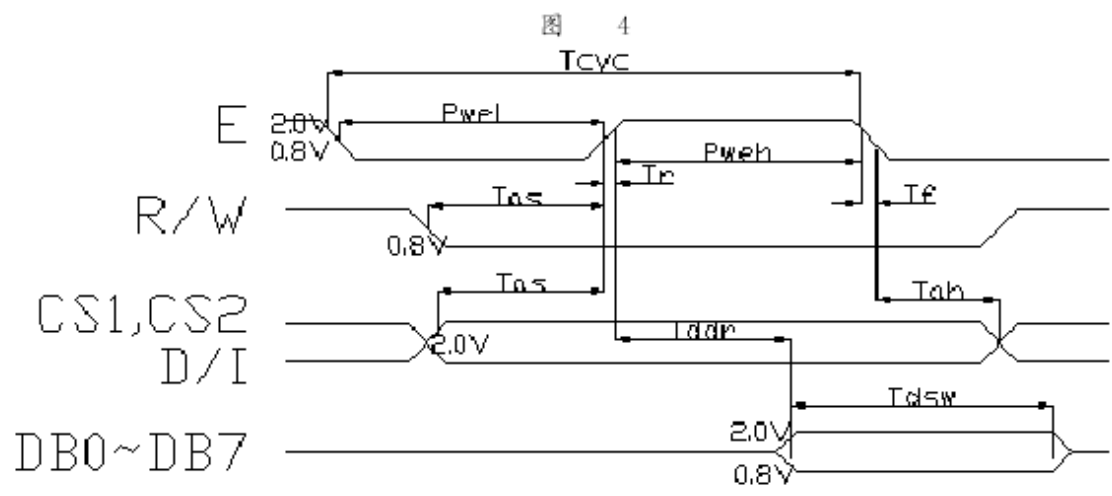 图 4
Tcyc
E
2.0V
0.8V
Pwel
Pweh
Tr
Tf
R/W
Tas
0.8V
CS1,CS2
D/I
Tas
2.0V
Tah
Tddr
Tdsw
DB0~DB7
2.0V
0.8V